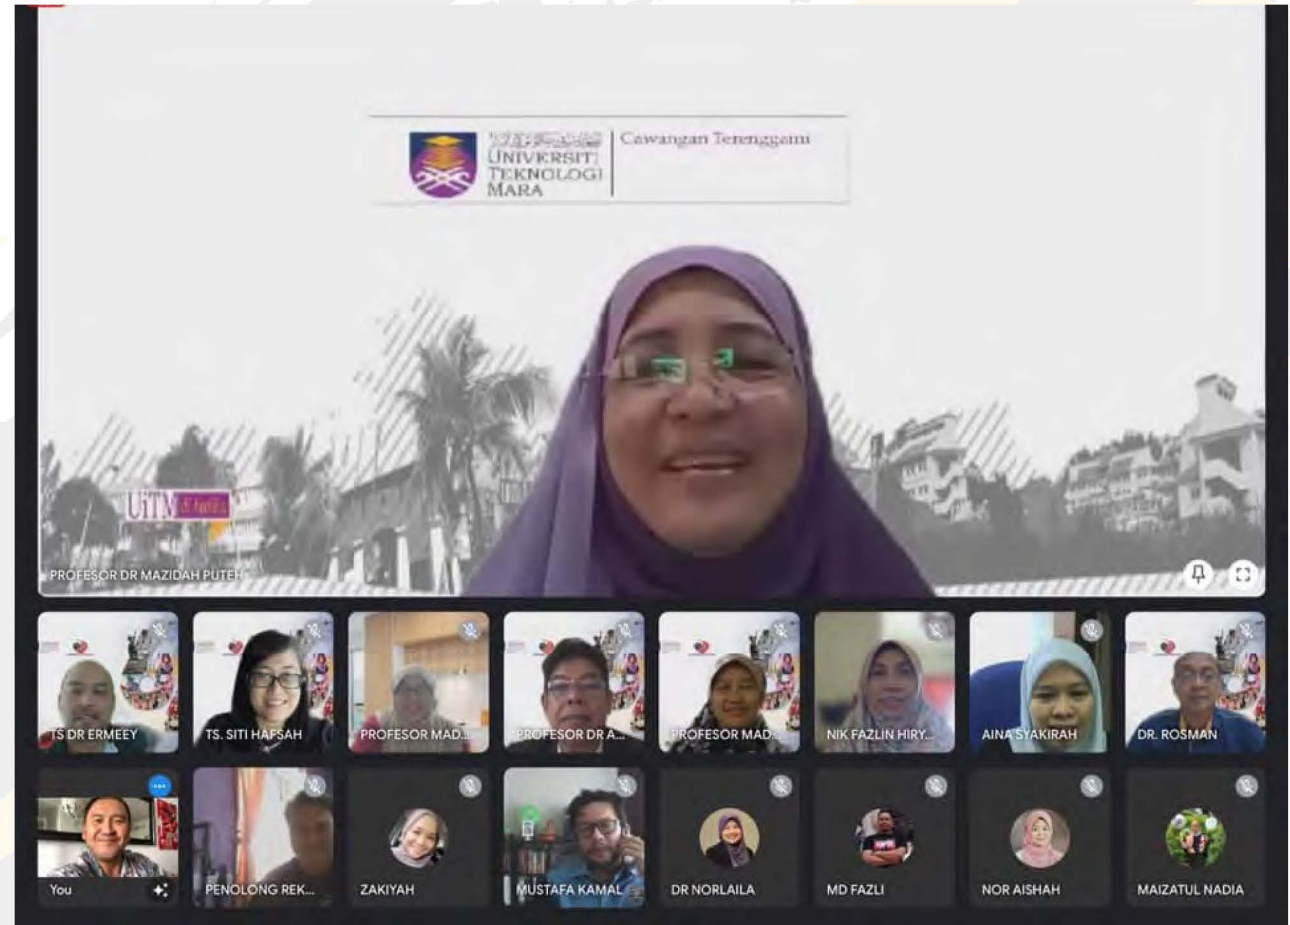 UNIVERSITI
TEKNOLOGI
MARA
Cawangan Terengganu
UiTM di hatiku
PROFESOR DR MAZIDAH PUTEH
TS DR ERMEEY
TS. SITI HAFSAH
PROFESOR MAD...
PROFESOR DR A...
PROFESOR MAD...
NIK FAZLIN HIRY...
AINA SYAKIRAH
DR. ROSMAN
You
PENOLONG REK...
ZAKIYAH
MUSTAFA KAMAL
DR NORLAILA
MD FAZLI
NOR AISHAH
MAIZATUL NADIA